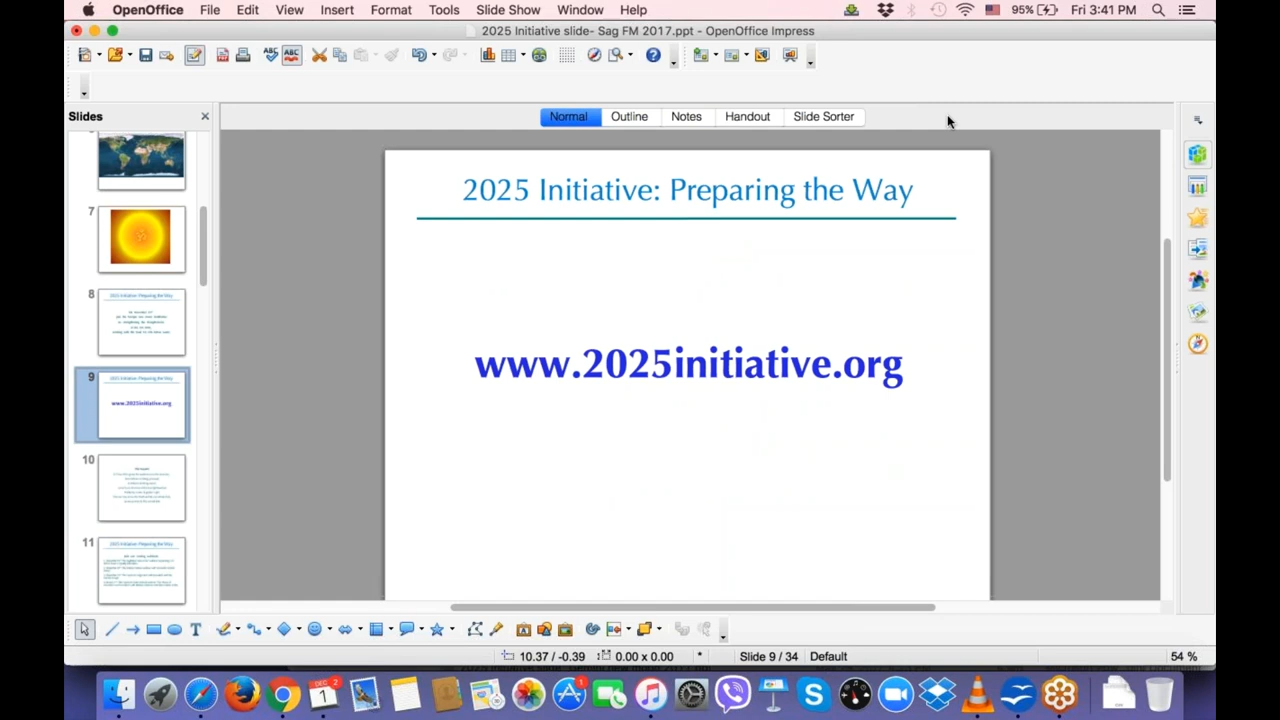 OpenOffice File Edit View Insert Format Tools Slide Show Window Help 95% Fri 3:41 PM
2025 Initiative slide- Sag FM 2017.ppt - OpenOffice Impress
Slides
Normal Outline Notes Handout Slide Sorter
7
8
2025 Initiative: Preparing the Way
9
2025 Initiative: Preparing the Way
www.2025initiative.org
10
11
2025 Initiative: Preparing the Way
2025 Initiative: Preparing the Way
www.2025initiative.org
10.37 / -0.39 0.00 x 0.00 * Slide 9 / 34 Default 54 %
DEC 2
1
1